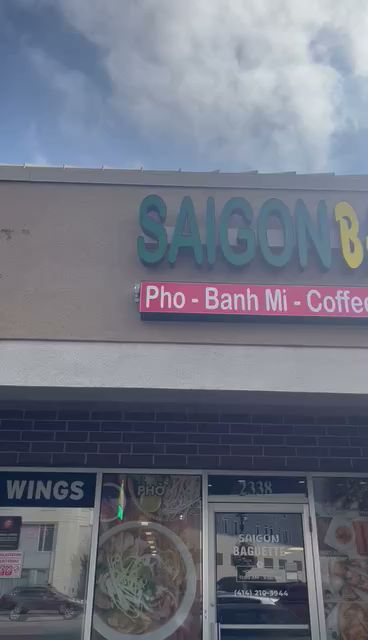 SAIGON B
Pho - Banh Mi - Coffee
WINGS
PHO
2338
SAIGON
BAGUETTE
(414) 210-3944